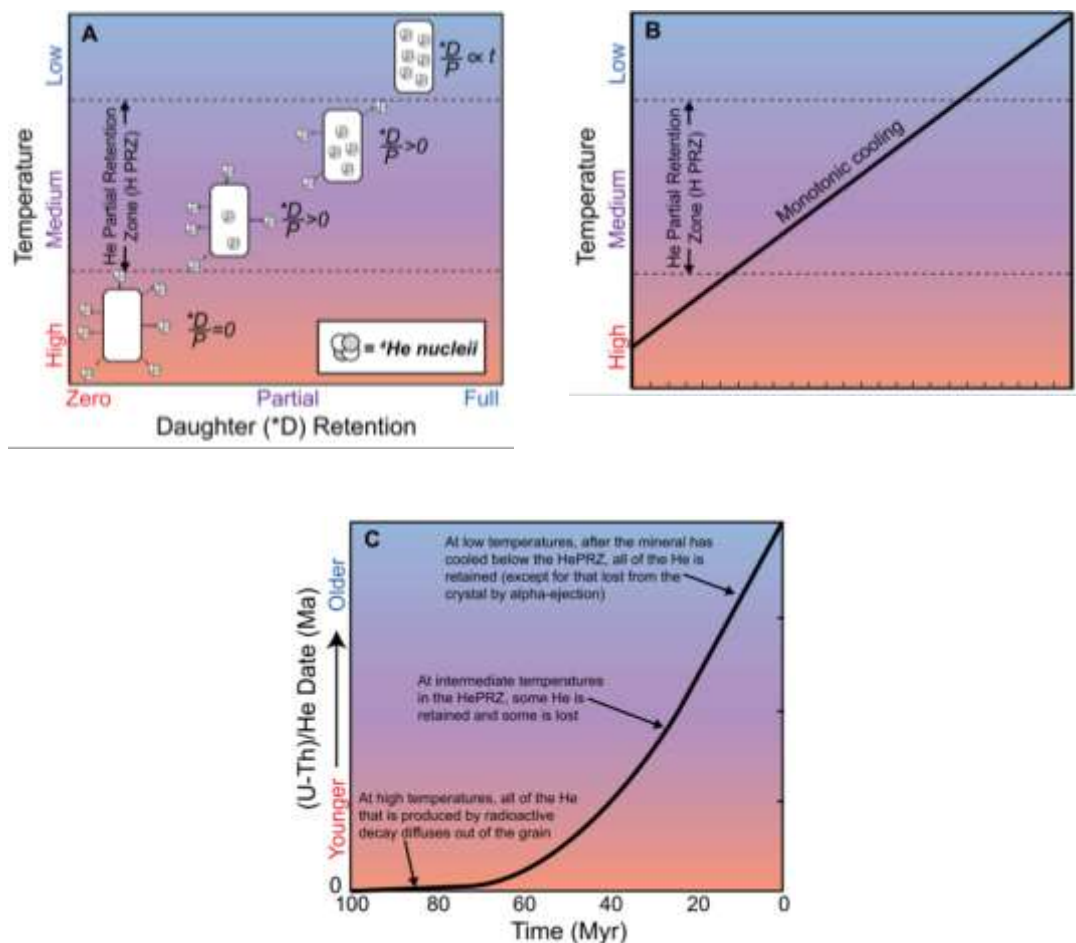 A
Low
Medium
High
Temperature
He Partial Retention
Zone (H PRZ)
*D/P ∝ t
*D/P >0
*D/P >0
*D/P =0
= ⁴He nucleii
Zero
Partial
Full
Daughter (*D) Retention
B
Low
Medium
High
Temperature
He Partial Retention
Zone (H PRZ)
Monotonic cooling
C
(U-Th)/He Date (Ma)
Older
Younger
At low temperatures, after the mineral has
cooled below the HePRZ, all of the He is
retained (except for that lost from the
crystal by alpha-ejection)
At intermediate temperatures
in the HePRZ, some He is
retained and some is lost
At high temperatures, all of the He
that is produced by radioactive
decay diffuses out of the grain
0
100 80 60 40 20 0
Time (Myr)